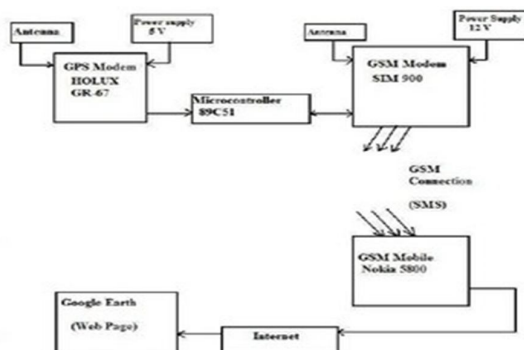 Antenna
Power supply
5 V
Antenna
Power Supply
12 V
GPS Modem
HOLUX
GR-67
GSM Modem
SIM 900
Microcontroller
89C51
GSM
Connection
(SMS)
GSM Mobile
Nokia 5800
Google Earth
(Web Page)
Internet